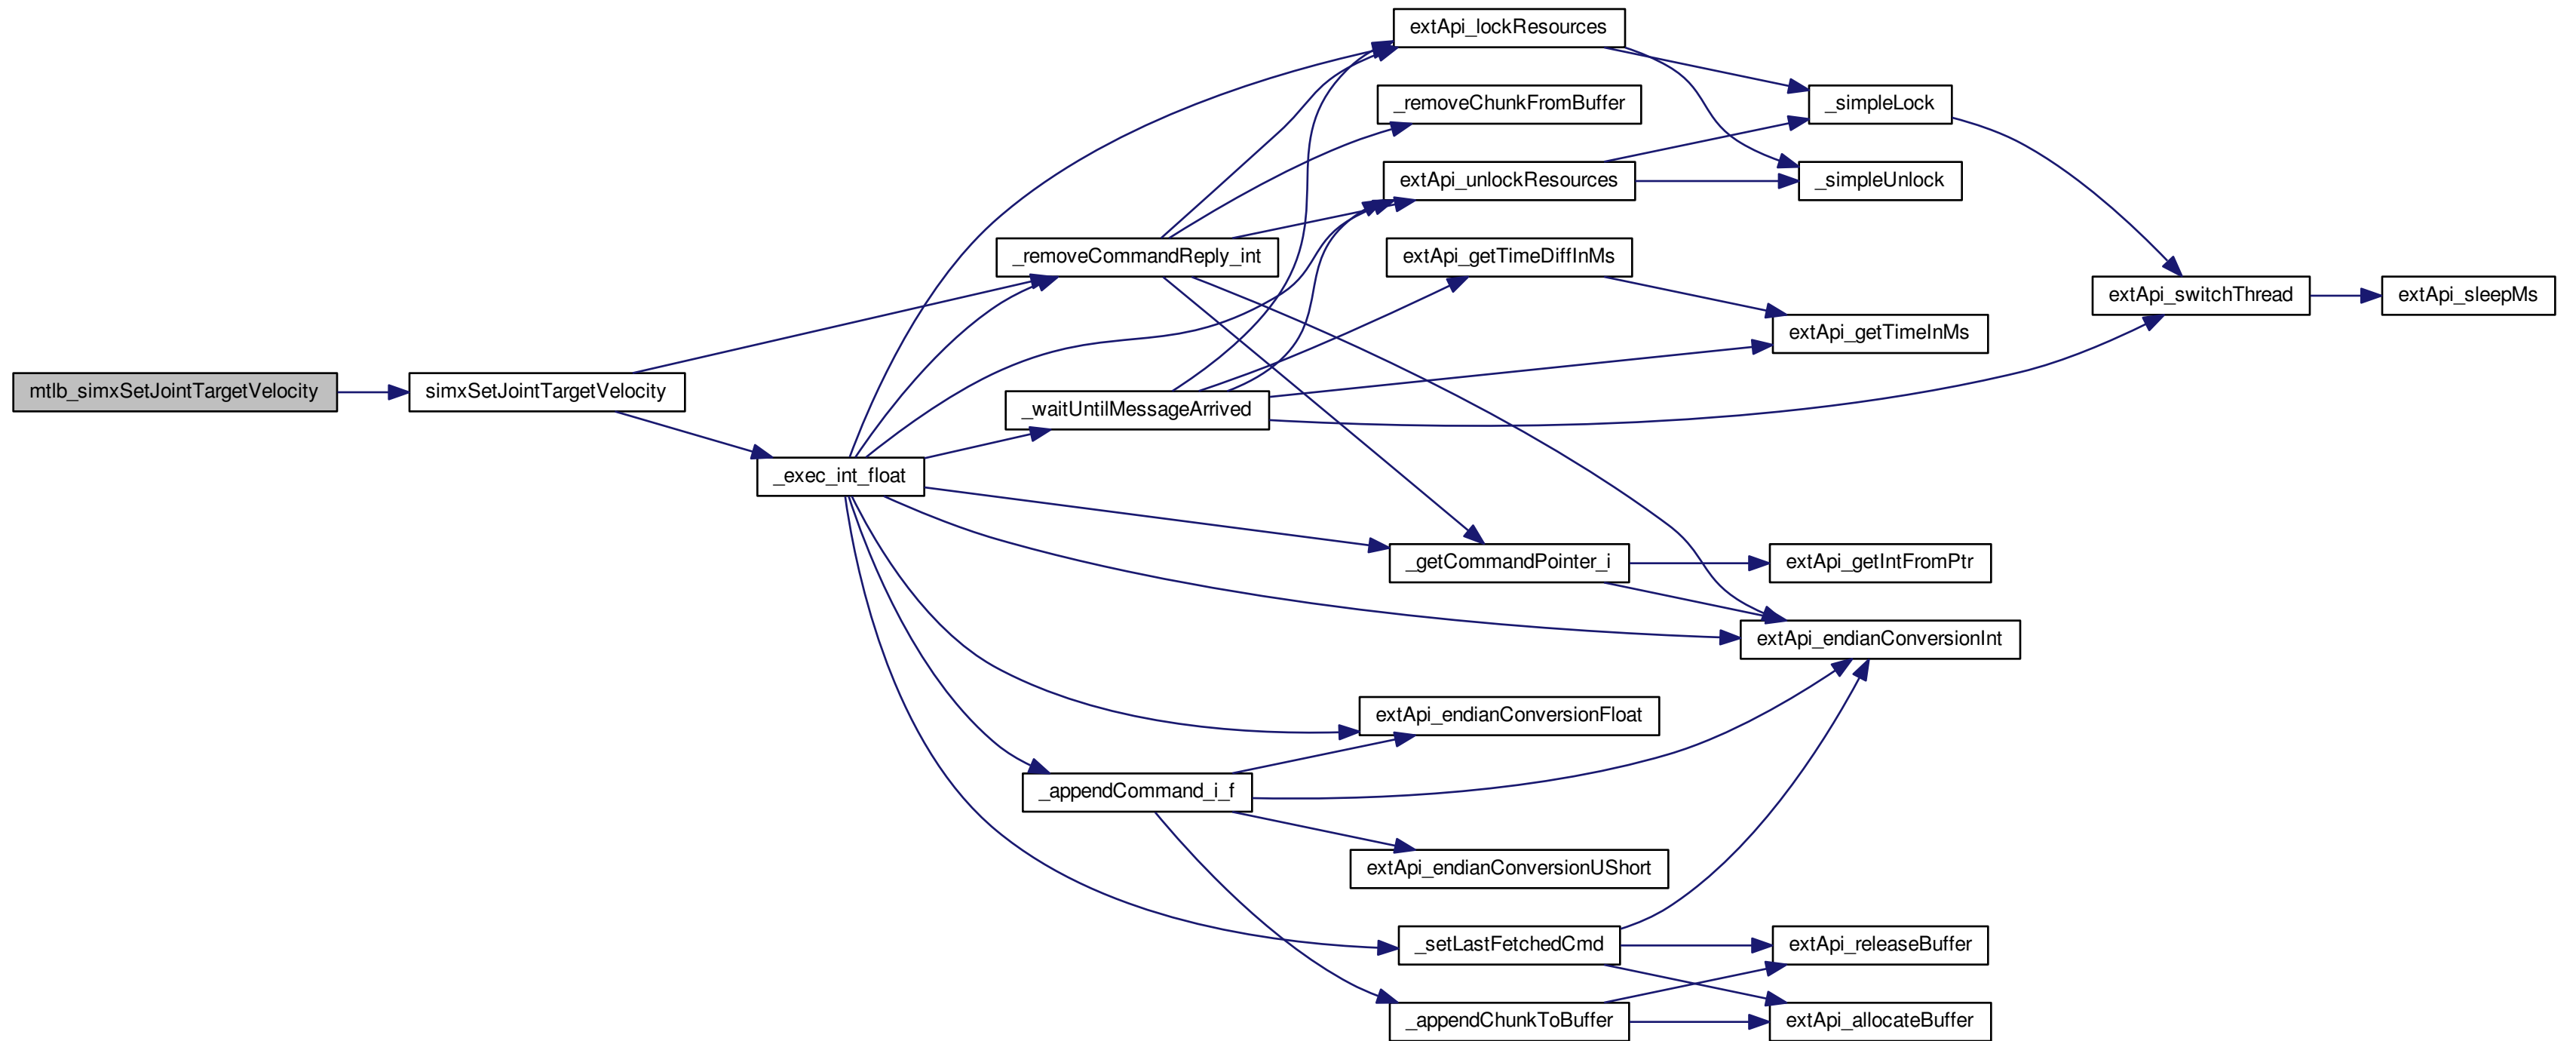 extApi_lockResources
_removeChunkFromBuffer
_simpleLock
extApi_unlockResources
_simpleUnlock
_removeCommandReply_int
extApi_getTimeDiffInMs
extApi_switchThread
extApi_sleepMs
extApi_getTimeInMs
mtlb_simxSetJointTargetVelocity
simxSetJointTargetVelocity
_waitUntilMessageArrived
_exec_int_float
_getCommandPointer_i
extApi_getIntFromPtr
extApi_endianConversionInt
extApi_endianConversionFloat
_appendCommand_i_f
extApi_endianConversionUShort
_setLastFetchedCmd
extApi_releaseBuffer
_appendChunkToBuffer
extApi_allocateBuffer